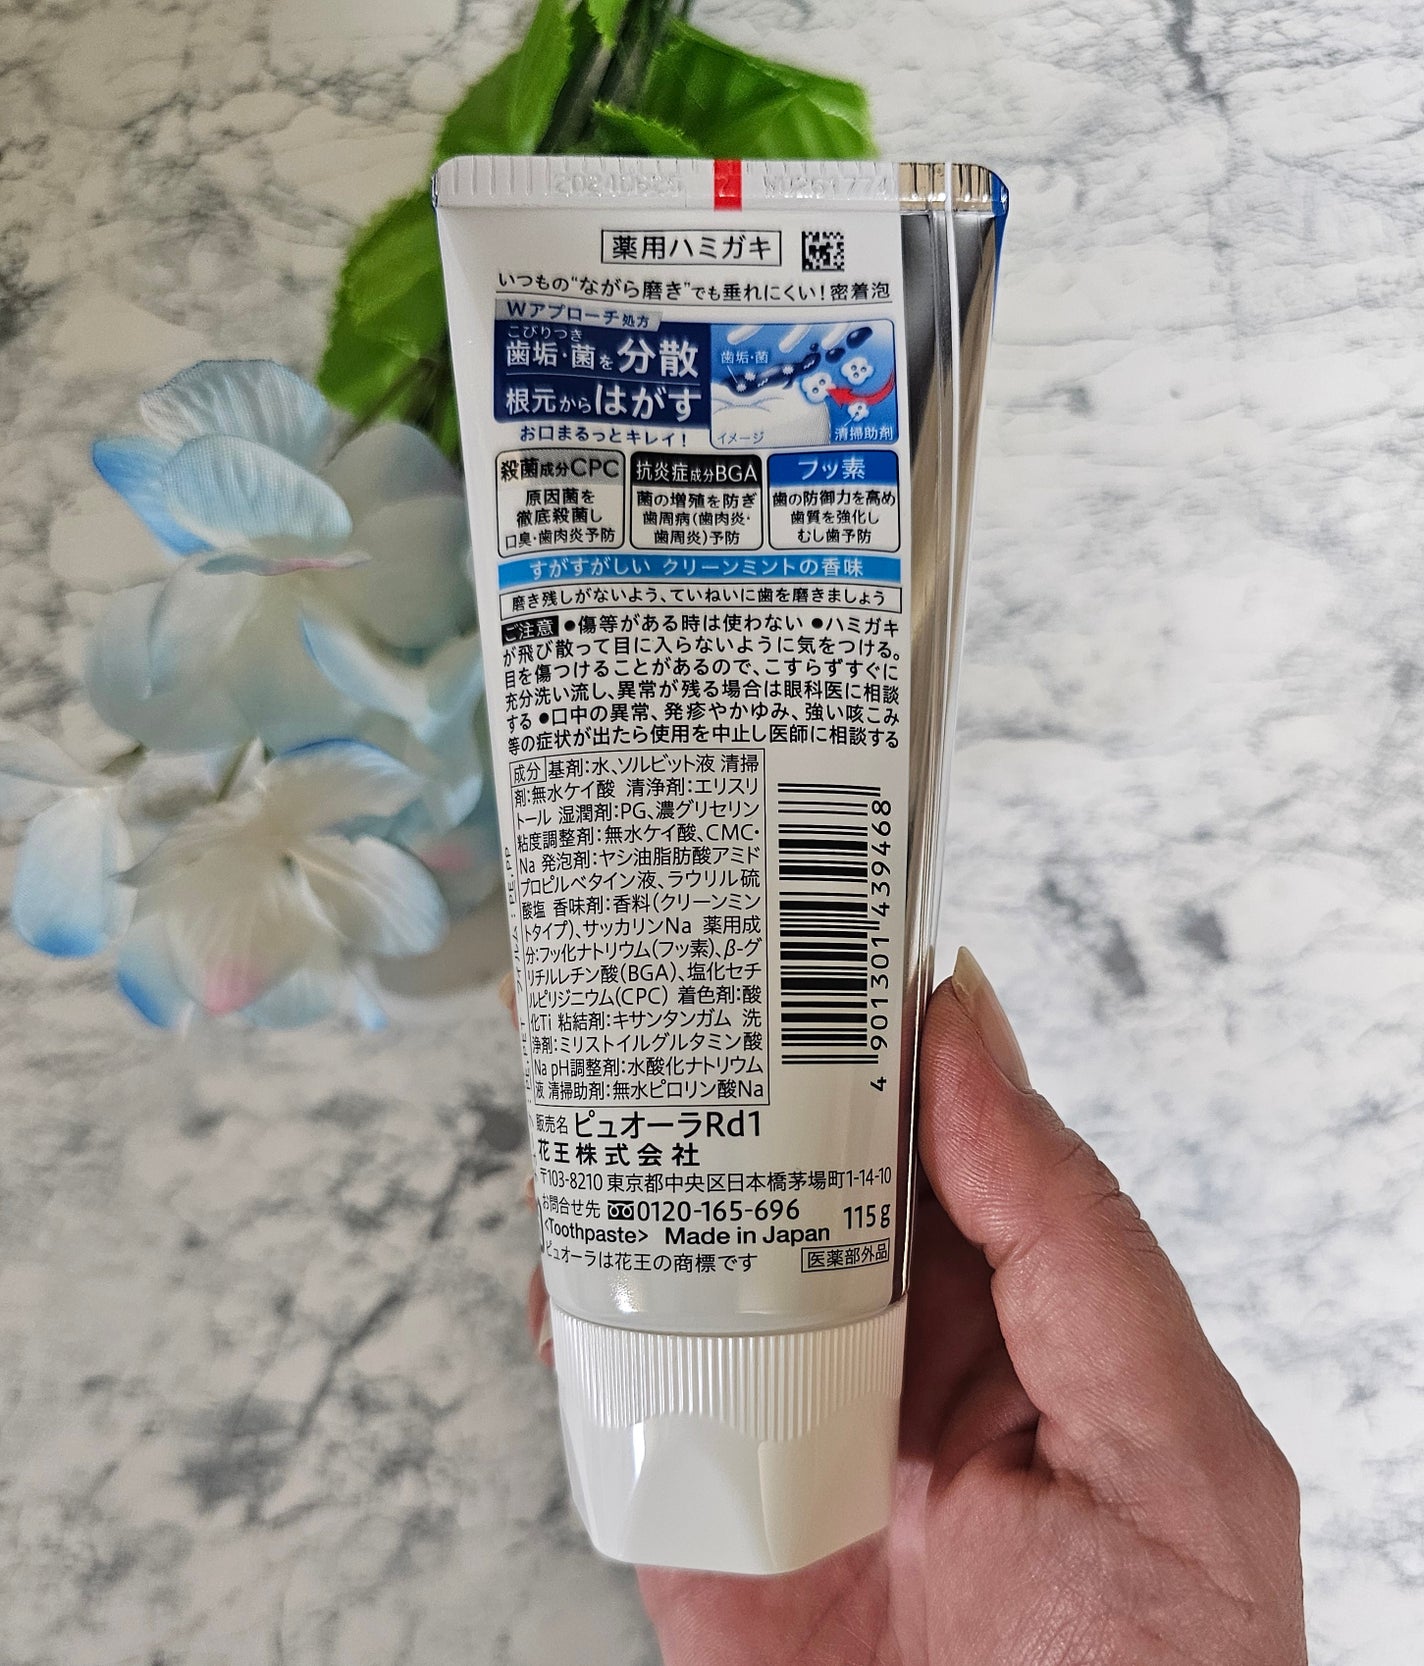 薬用ハミガキ
いつもの“ながら磨き”でも垂れにくい！密着泡
Wアプローチ処方
こびりつき
歯垢・菌を分散
根元からはがす
歯垢・菌
イメージ
清掃助剤
お口まるっとキレイ！
殺菌成分CPC
原因菌を
徹底殺菌し
口臭・歯肉炎予防
抗炎症成分BGA
菌の増殖を防ぎ
歯周病(歯肉炎・
歯周炎)予防
フッ素
歯の防御力を高め
歯質を強化し
むし歯予防
すがすがしい クリーンミントの香味
磨き残しがないよう、ていねいに歯を磨きましょう
ご注意 ●傷等がある時は使わない ●ハミガキ
が飛び散って目に入らないように気をつける。
目を傷つけることがあるので、こすらずすぐに
充分洗い流し、異常が残る場合は眼科医に相談
する ●口中の異常、発疹やかゆみ、強い咳こみ
等の症状が出たら使用を中止し医師に相談する
成分 基剤：水、ソルビット液 清掃
剤：無水ケイ酸 清浄剤：エリスリ
トール 湿潤剤：PG、濃グリセリン
粘度調整剤：無水ケイ酸、CMC・
Na 発泡剤：ヤシ油脂肪酸アミド
プロピルベタイン液、ラウリル硫
酸塩 香味剤：香料(クリーンミン
トタイプ)、サッカリンNa 薬用成
分：フッ化ナトリウム(フッ素)、β-グ
リチルレチン酸(BGA)、塩化セチ
ルピリジニウム(CPC) 着色剤：酸
化Ti 粘結剤：キサンタンガム 洗
浄剤：ミリストイルグルタミン酸
Na pH調整剤：水酸化ナトリウム
液 清掃助剤：無水ピロリン酸Na
4 901301 439468
販売名 ピュオーラRd1
花王株式会社
〒103-8210 東京都中央区日本橋茅場町1-14-10
お問合せ先 0120-165-696 115g
<Toothpaste> Made in Japan
ピュオーラは花王の商標です
医薬部外品